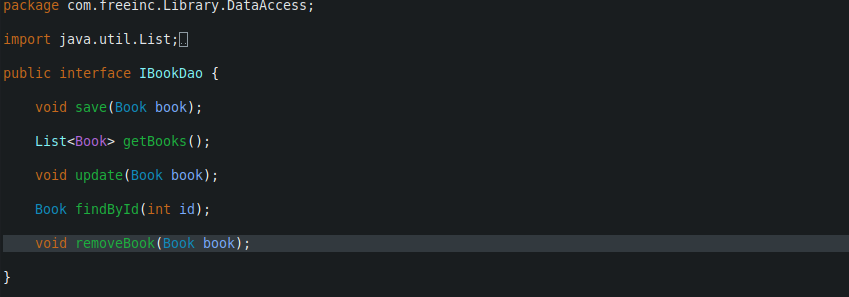 package com.freeinc.Library.DataAccess;
import java.util.List;
public interface IBookDao {
void save(Book book);
List<Book> getBooks();
void update(Book book);
Book findById(int id);
void removeBook(Book book);
}